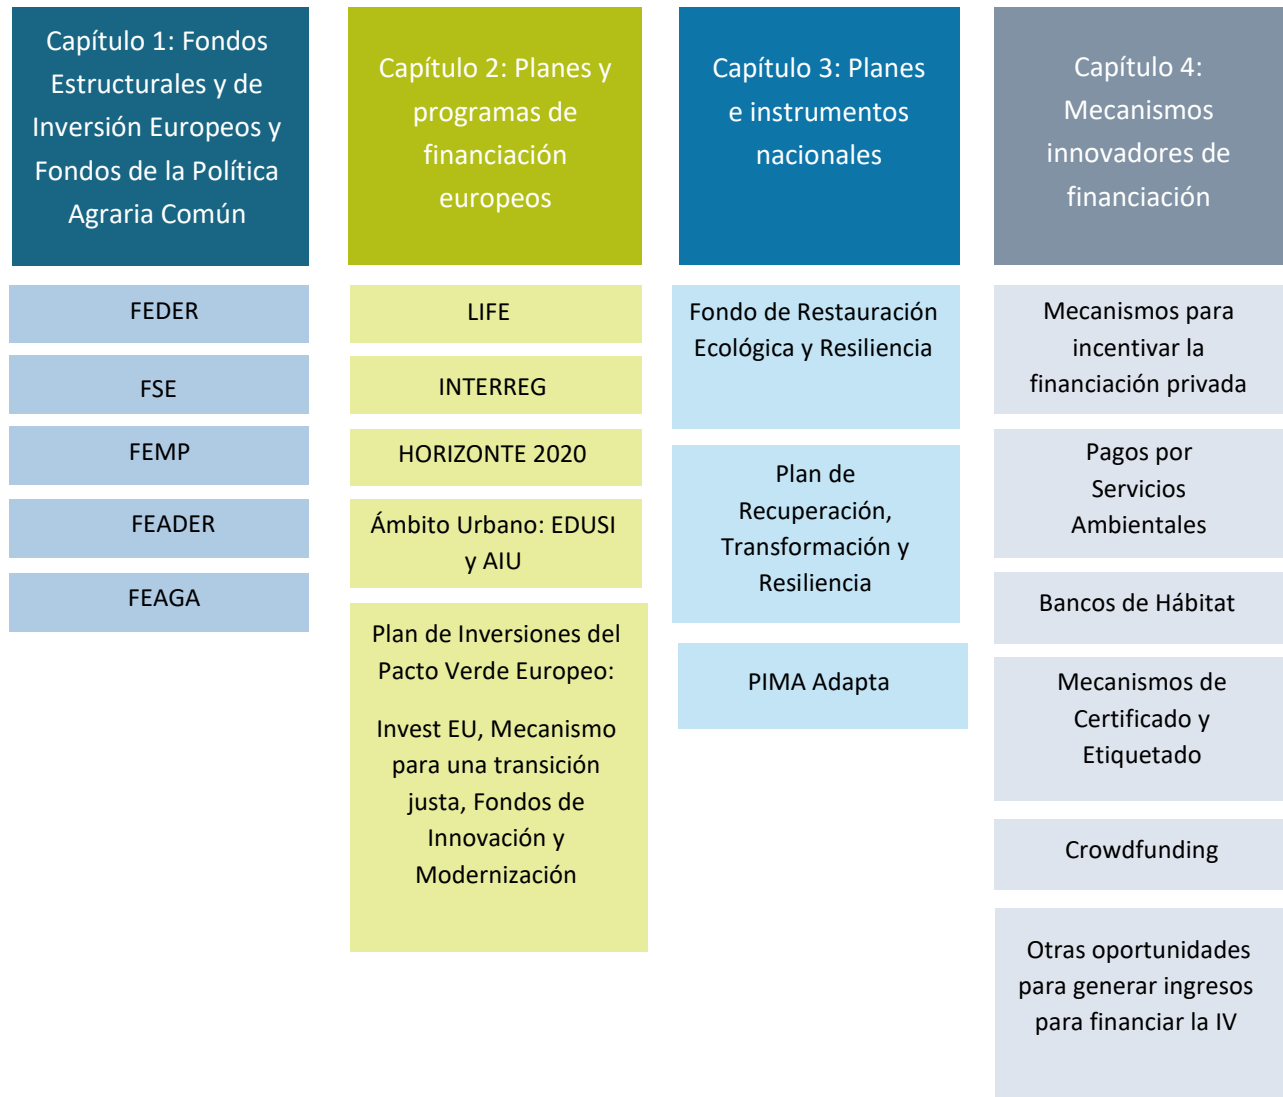 Capítulo 1: Fondos
Estructurales y de
Inversión Europeos y
Fondos de la Política
Agraria Común
FEDER
FSE
FEMP
FEADER
FEAGA
Capítulo 2: Planes y
programas de
financiación
europeos
LIFE
INTERREG
HORIZONTE 2020
Ámbito Urbano: EDUSI
y AIU
Plan de Inversiones del
Pacto Verde Europeo:
Invest EU, Mecanismo
para una transición
justa, Fondos de
Innovación y
Modernización
Capítulo 3: Planes
e instrumentos
nacionales
Fondo de Restauración
Ecológica y Resiliencia
Plan de
Recuperación,
Transformación y
Resiliencia
PIMA Adapta
Capítulo 4:
Mecanismos
innovadores de
financiación
Mecanismos para
incentivar la
financiación privada
Pagos por
Servicios
Ambientales
Bancos de Hábitat
Mecanismos de
Certificado y
Etiquetado
Crowdfunding
Otras oportunidades
para generar ingresos
para financiar la IV